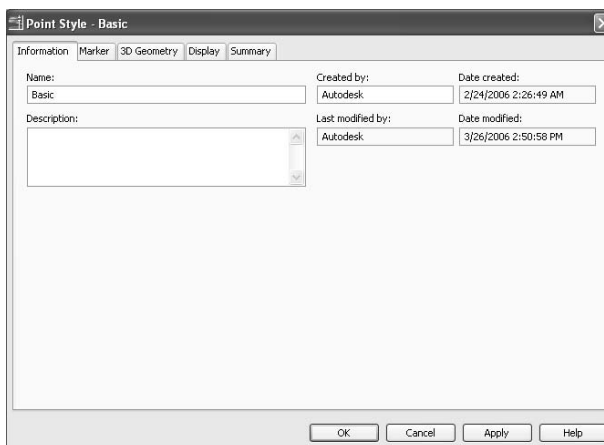 Point Style - Basic
Information Marker 3D Geometry Display Summary
Name: Created by: Date created:
Basic Autodesk 2/24/2006 2:26:49 AM
Description: Last modified by: Date modified:
Autodesk 3/26/2006 2:50:58 PM
OK Cancel Apply Help